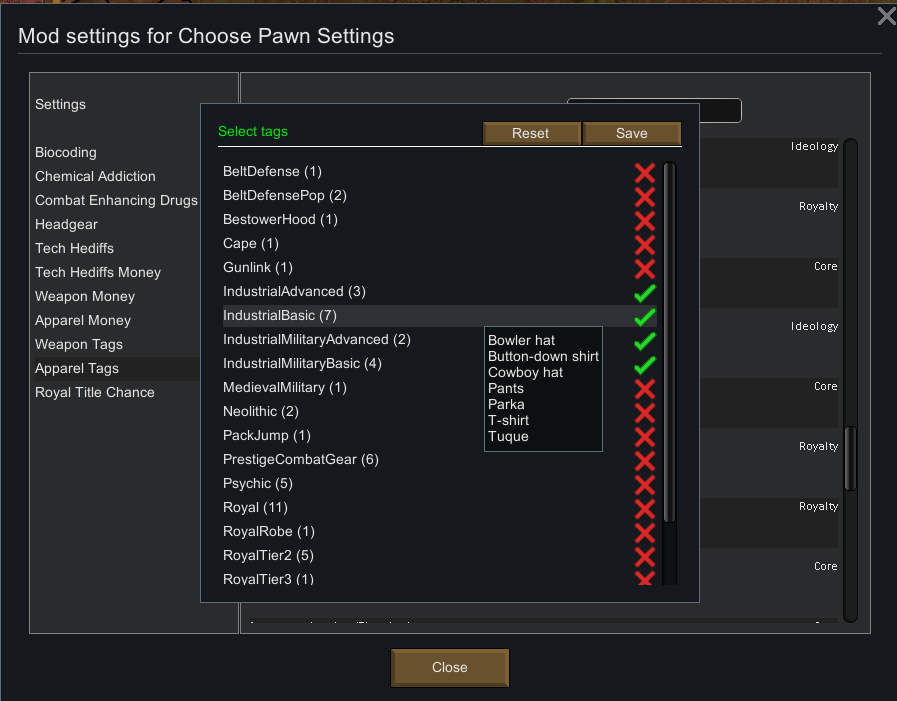 Mod settings for Choose Pawn Settings
Settings
Biocoding
Chemical Addiction
Combat Enhancing Drugs
Headgear
Tech Hediffs
Tech Hediffs Money
Weapon Money
Apparel Money
Weapon Tags
Apparel Tags
Royal Title Chance
Select tags
Reset
Save
BeltDefense (1)
BeltDefensePop (2)
BestowerHood (1)
Cape (1)
Gunlink (1)
IndustrialAdvanced (3)
IndustrialBasic (7)
IndustrialMilitaryAdvanced (2)
IndustrialMilitaryBasic (4)
MedievalMilitary (1)
Neolithic (2)
PackJump (1)
PrestigeCombatGear (6)
Psychic (5)
Royal (11)
RoyalRobe (1)
RoyalTier2 (5)
RoyalTier3 (1)
Bowler hat
Button-down shirt
Cowboy hat
Pants
Parka
T-shirt
Tuque
Ideology
Royalty
Core
Ideology
Core
Royalty
Royalty
Core
Close